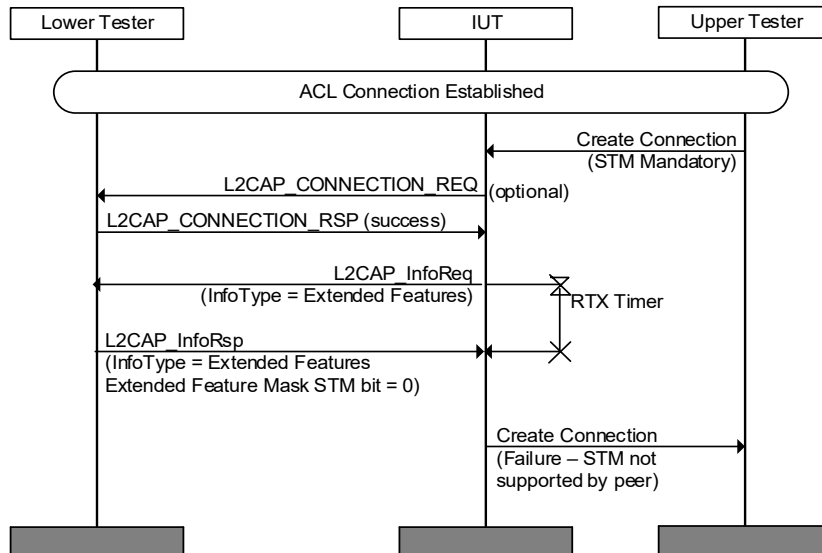 Lower Tester
IUT
Upper Tester
ACL Connection Established
Create Connection
(STM Mandatory)
L2CAP_CONNECTION_REQ (optional)
L2CAP_CONNECTION_RSP (success)
L2CAP_InfoReq
(InfoType = Extended Features)
RTX Timer
L2CAP_InfoRsp
(InfoType = Extended Features
Extended Feature Mask STM bit = 0)
Create Connection
(Failure – STM not
supported by peer)